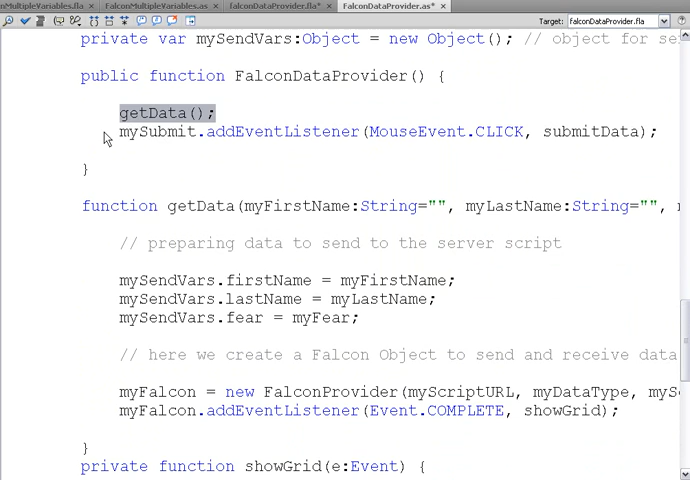 nMultipleVariables.fla × FalconMultipleVariables.as × falconDataProvider.fla* × FalconDataProvider.as* ×
Target: falconDataProvider.fla
private var mySendVars:Object = new Object(); // object for se
public function FalconDataProvider() {
getData();
mySubmit.addEventListener(MouseEvent.CLICK, submitData);
}
function getData(myFirstName:String="", myLastName:String="",
// preparing data to send to the server script
mySendVars.firstName = myFirstName;
mySendVars.lastName = myLastName;
mySendVars.fear = myFear;
// here we create a Falcon Object to send and receive data
myFalcon = new FalconProvider(myScriptURL, myDataType, myS
myFalcon.addEventListener(Event.COMPLETE, showGrid);
}
private function showGrid(e:Event) {